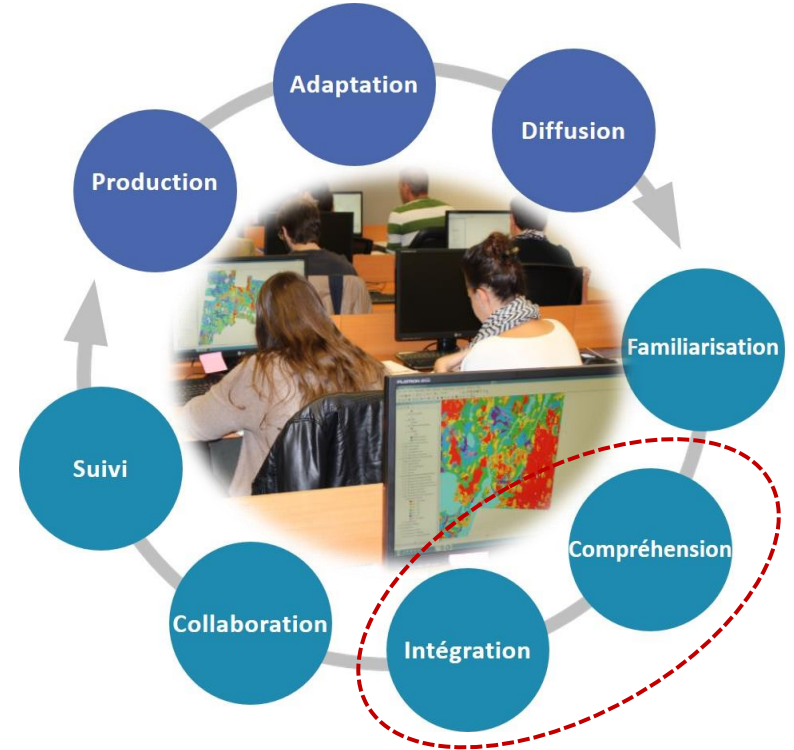 Adaptation
Diffusion
Production
Familiarisation
Suivi
Compréhension
Collaboration
Intégration